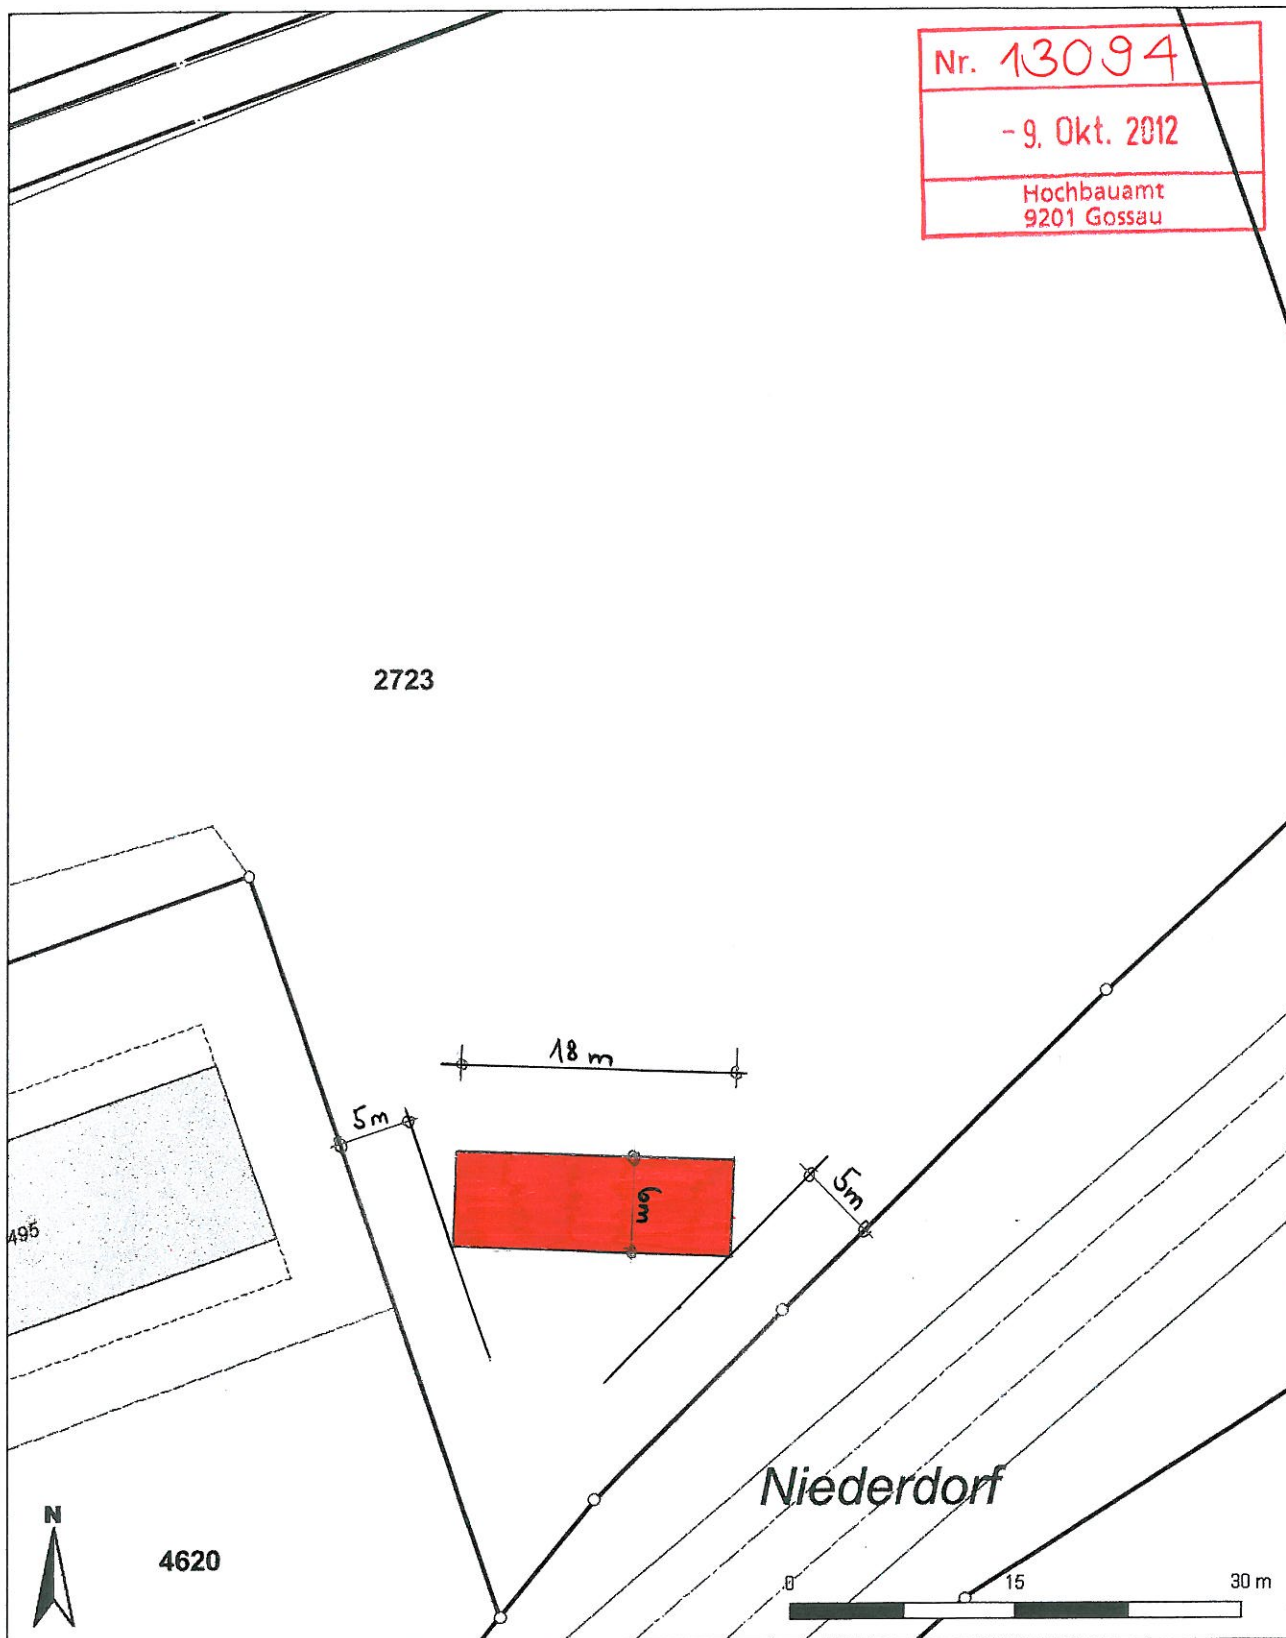 Nr. 13094
- 9. Okt. 2012
Hochbauamt
9201 Gossau
2723
18 m
5m
6m
5m
495
Niederdorf
N
4620
0 15 30 m